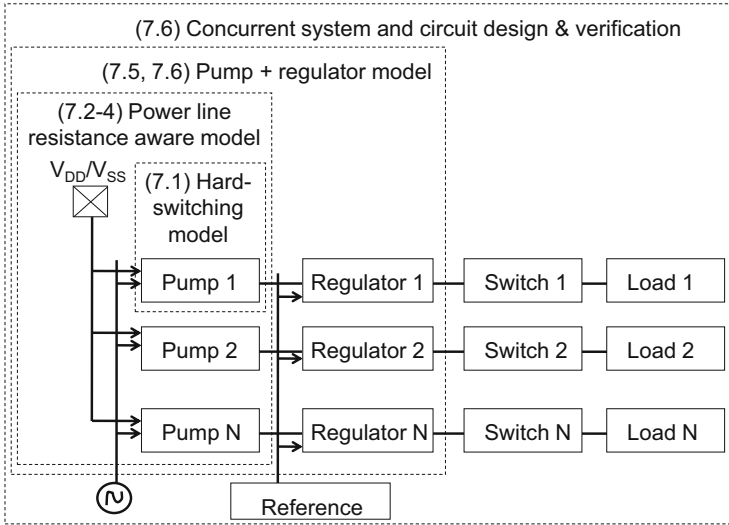 (7.6) Concurrent system and circuit design & verification
(7.5, 7.6) Pump + regulator model
(7.2-4) Power line
resistance aware model
VDD/VSS
(7.1) Hard-
switching
model
Pump 1
Regulator 1
Switch 1
Load 1
Pump 2
Regulator 2
Switch 2
Load 2
Pump N
Regulator N
Switch N
Load N
Reference